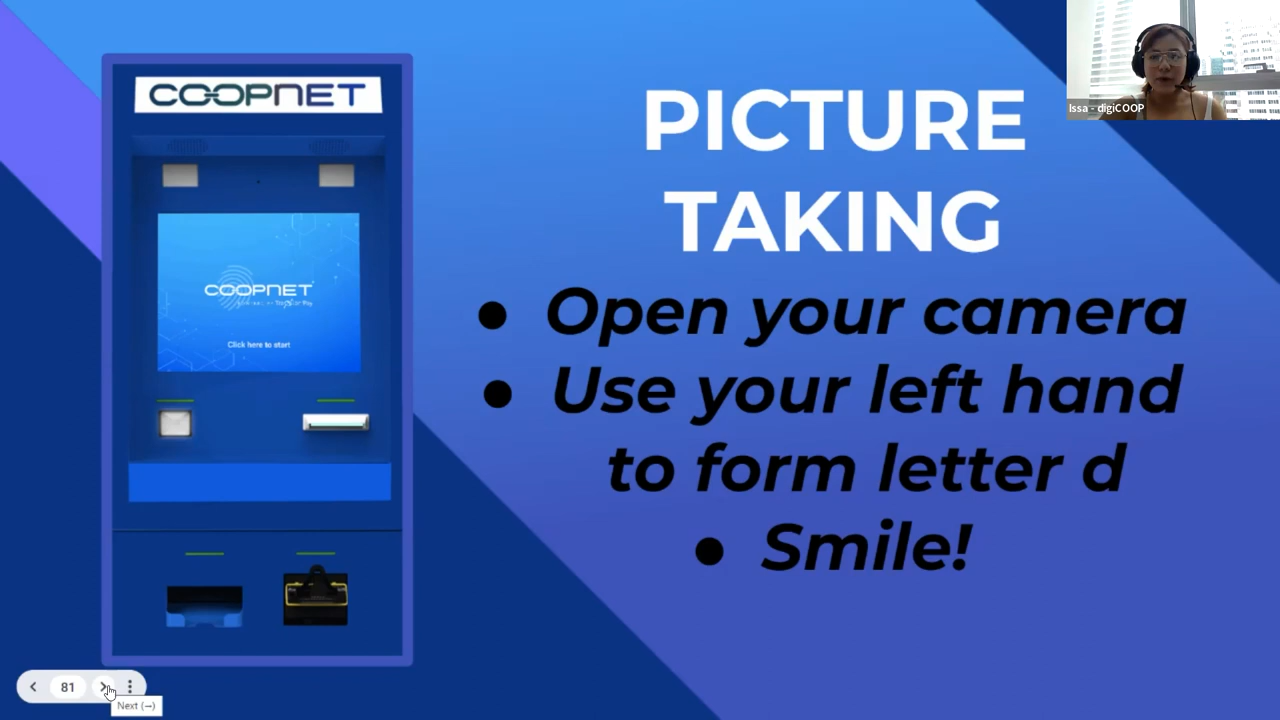 COOPNET
PICTURE
TAKING
Issa - digiCOOP
COOPNET
Click here to start
● Open your camera
● Use your left hand
to form letter d
● Smile!
81
Next (→)